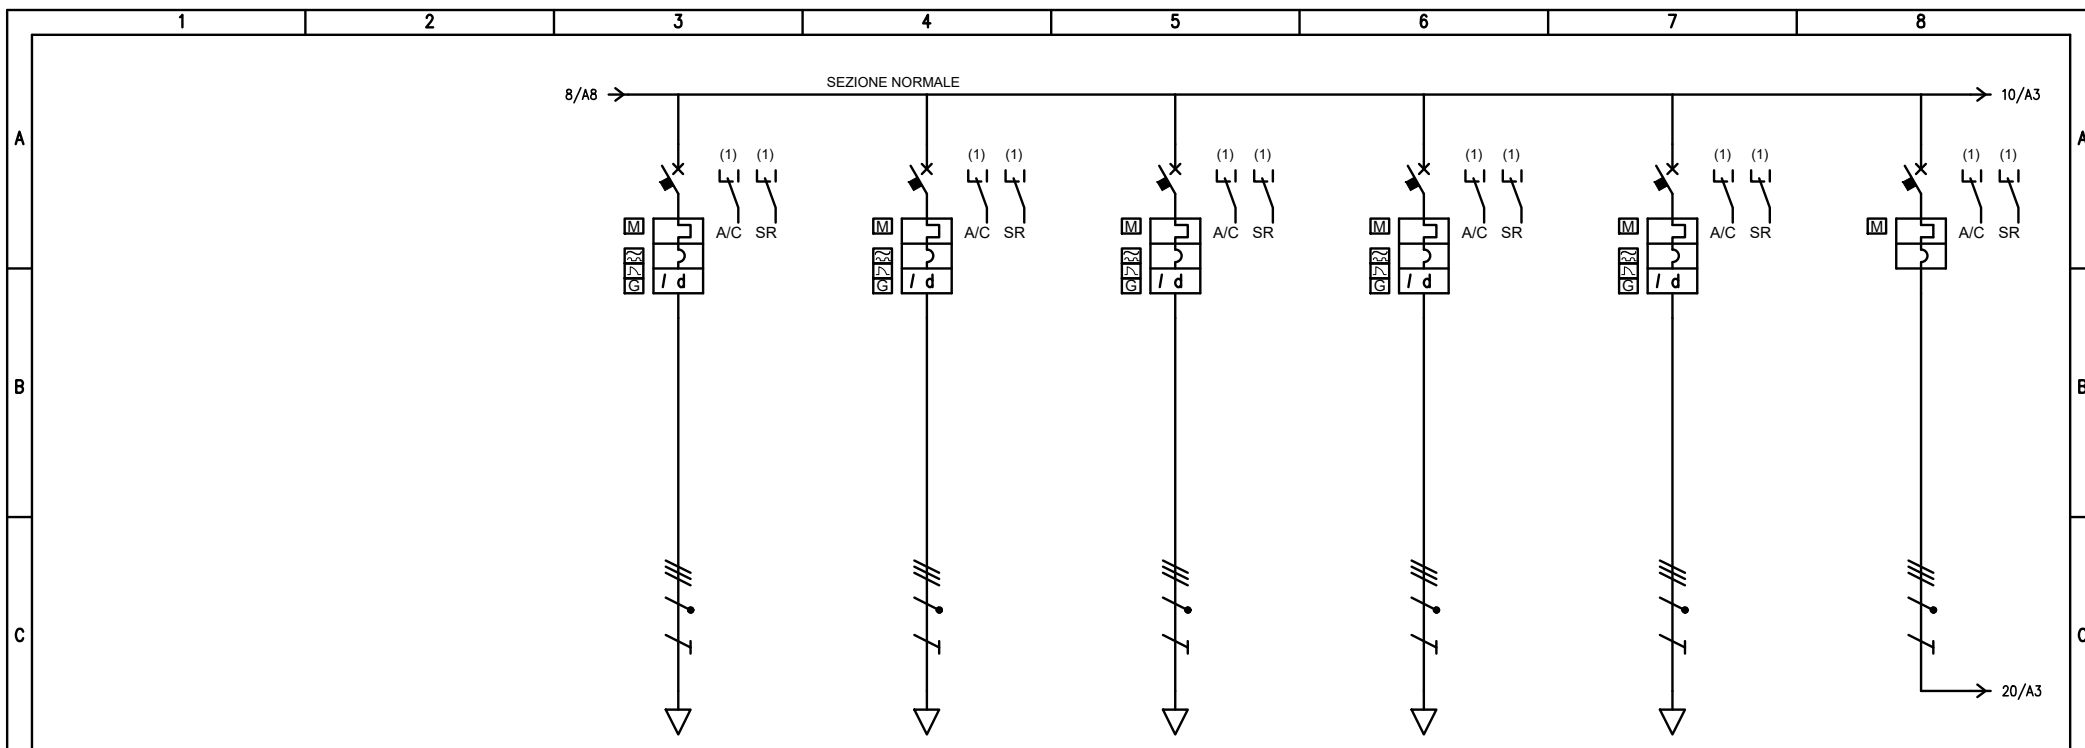 1 2 3 4 5 6 7 8
SEZIONE NORMALE
8/A8 10/A3
A A
(1) (1) (1) (1) (1) (1) (1) (1) (1) (1) (1) (1)
M A/C SR M A/C SR M A/C SR M A/C SR M A/C SR M A/C SR
G I d G I d G I d G I d G I d
B B
C C
20/A3